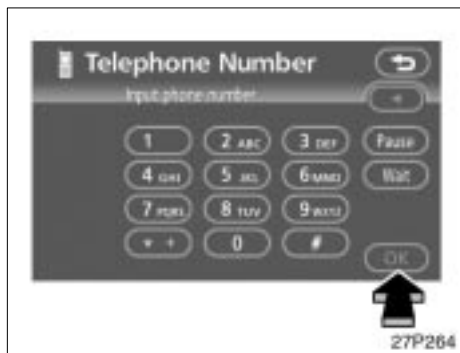 Telephone Number
Input phone number
1 2 ABC 3 DEF Pause
4 GHI 5 JKL 6 MNO Wait
7 PQRS 8 TUV 9 WXYZ
* + 0 #
OK
27P264